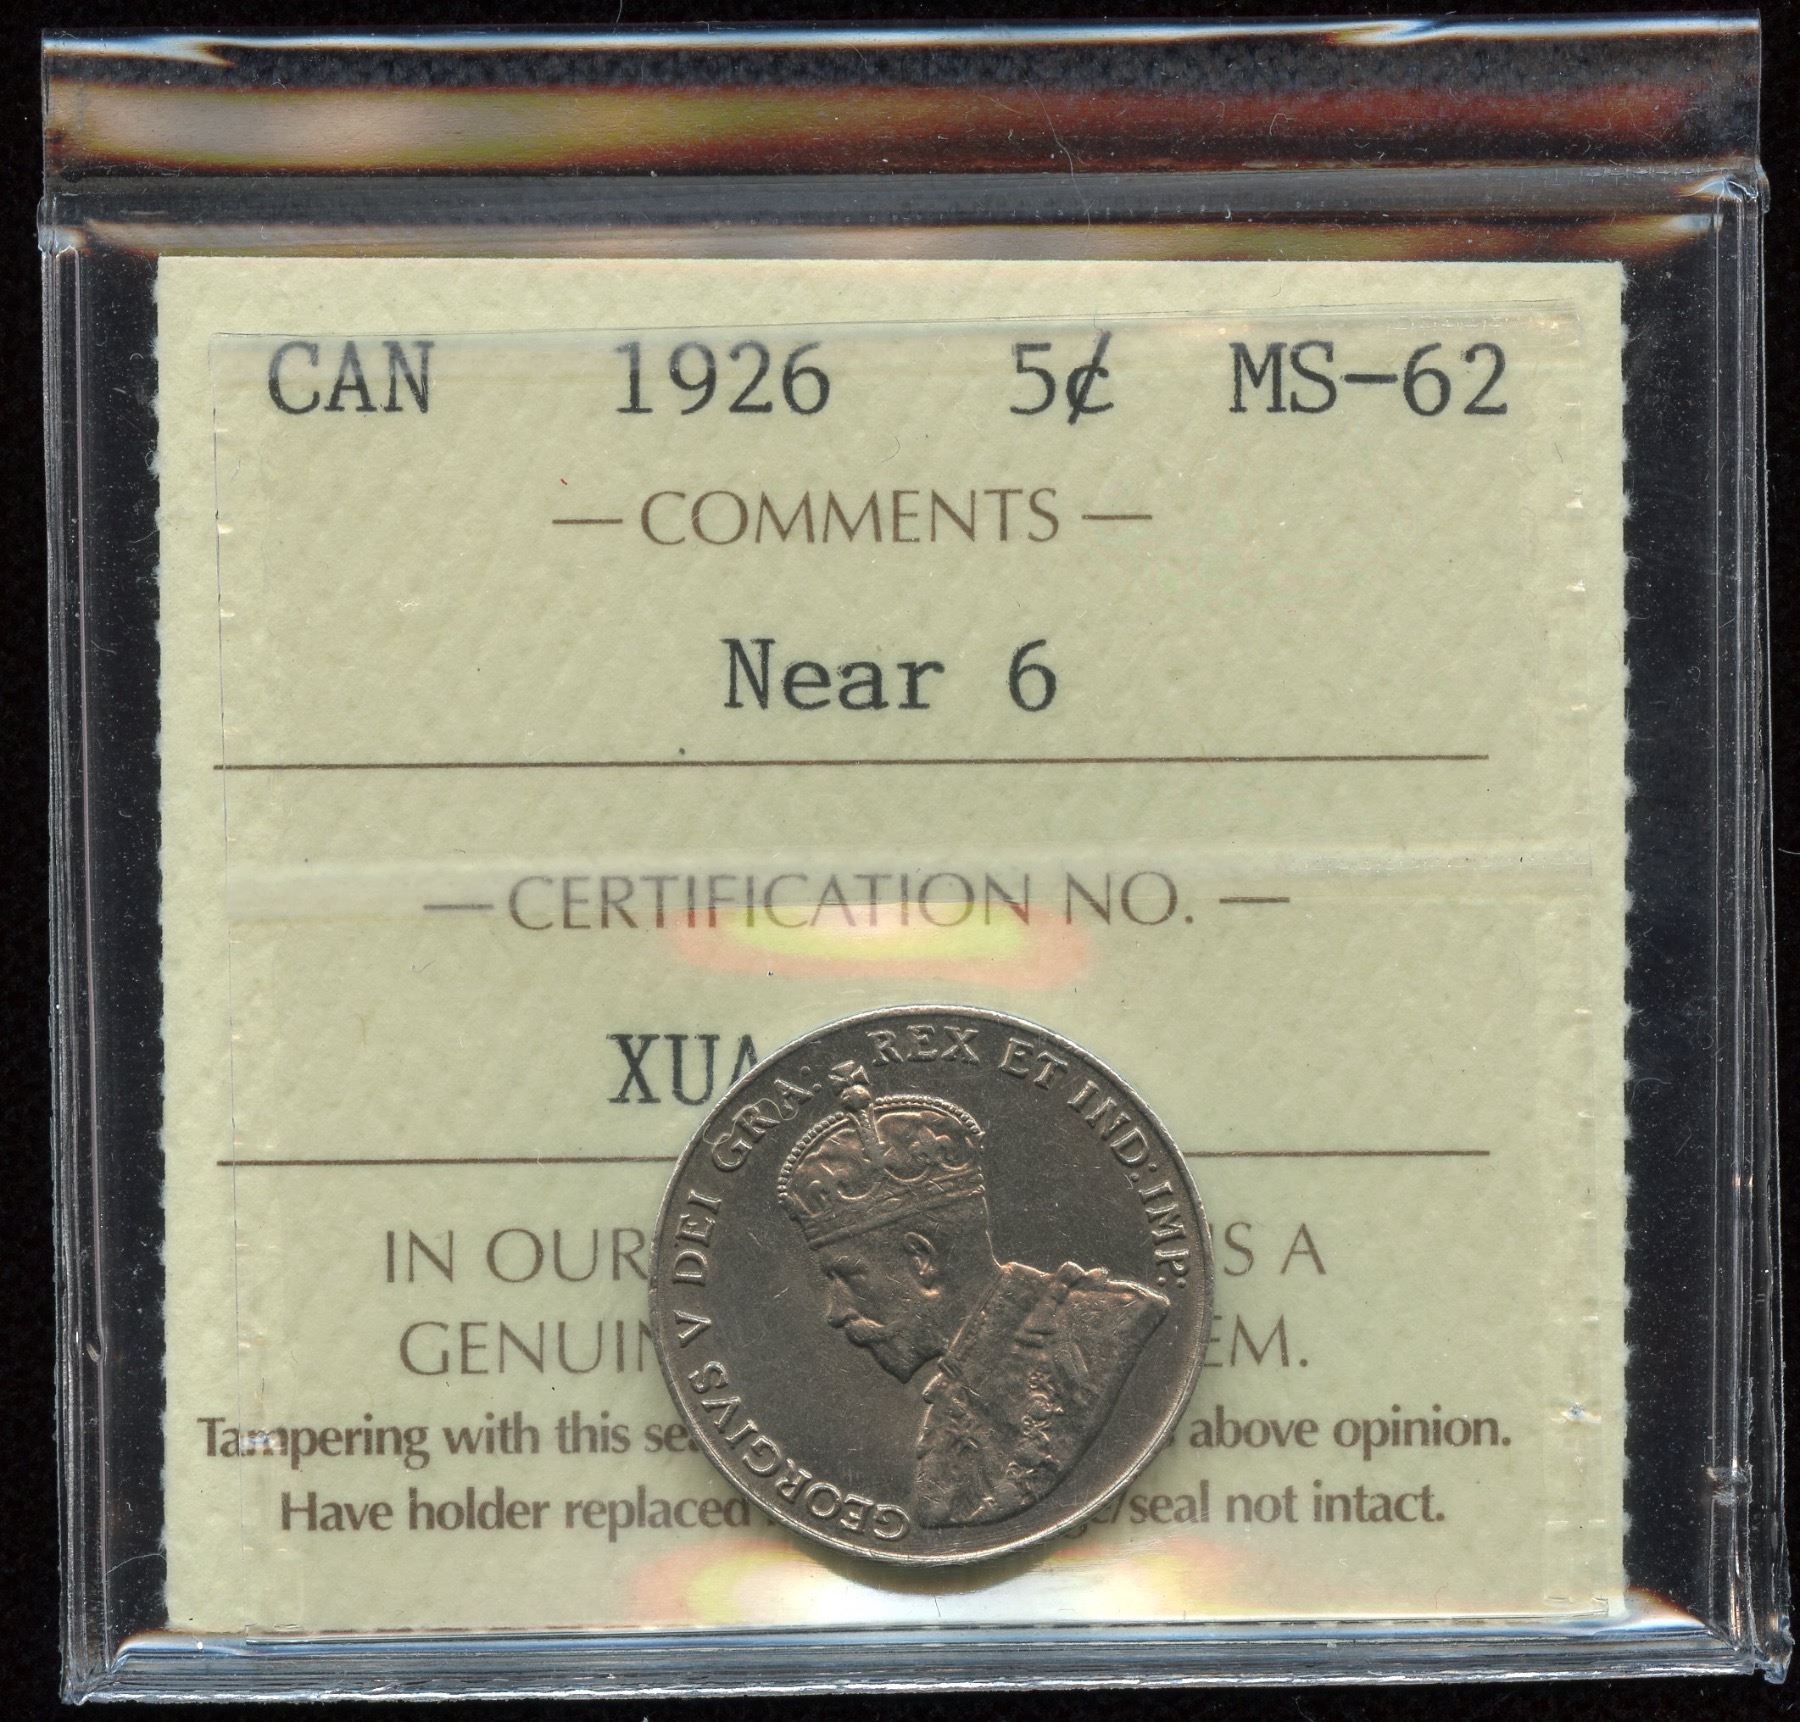 CAN 1926 5¢ MS-62
— COMMENTS —
Near 6
— CERTIFICATION NO. —
XUA
GEORGIVS V DEI GRA: REX ET IND: IMP:
IN OUR S A
GENUIN EM.
Tampering with this se above opinion.
Have holder replaced /seal not intact.